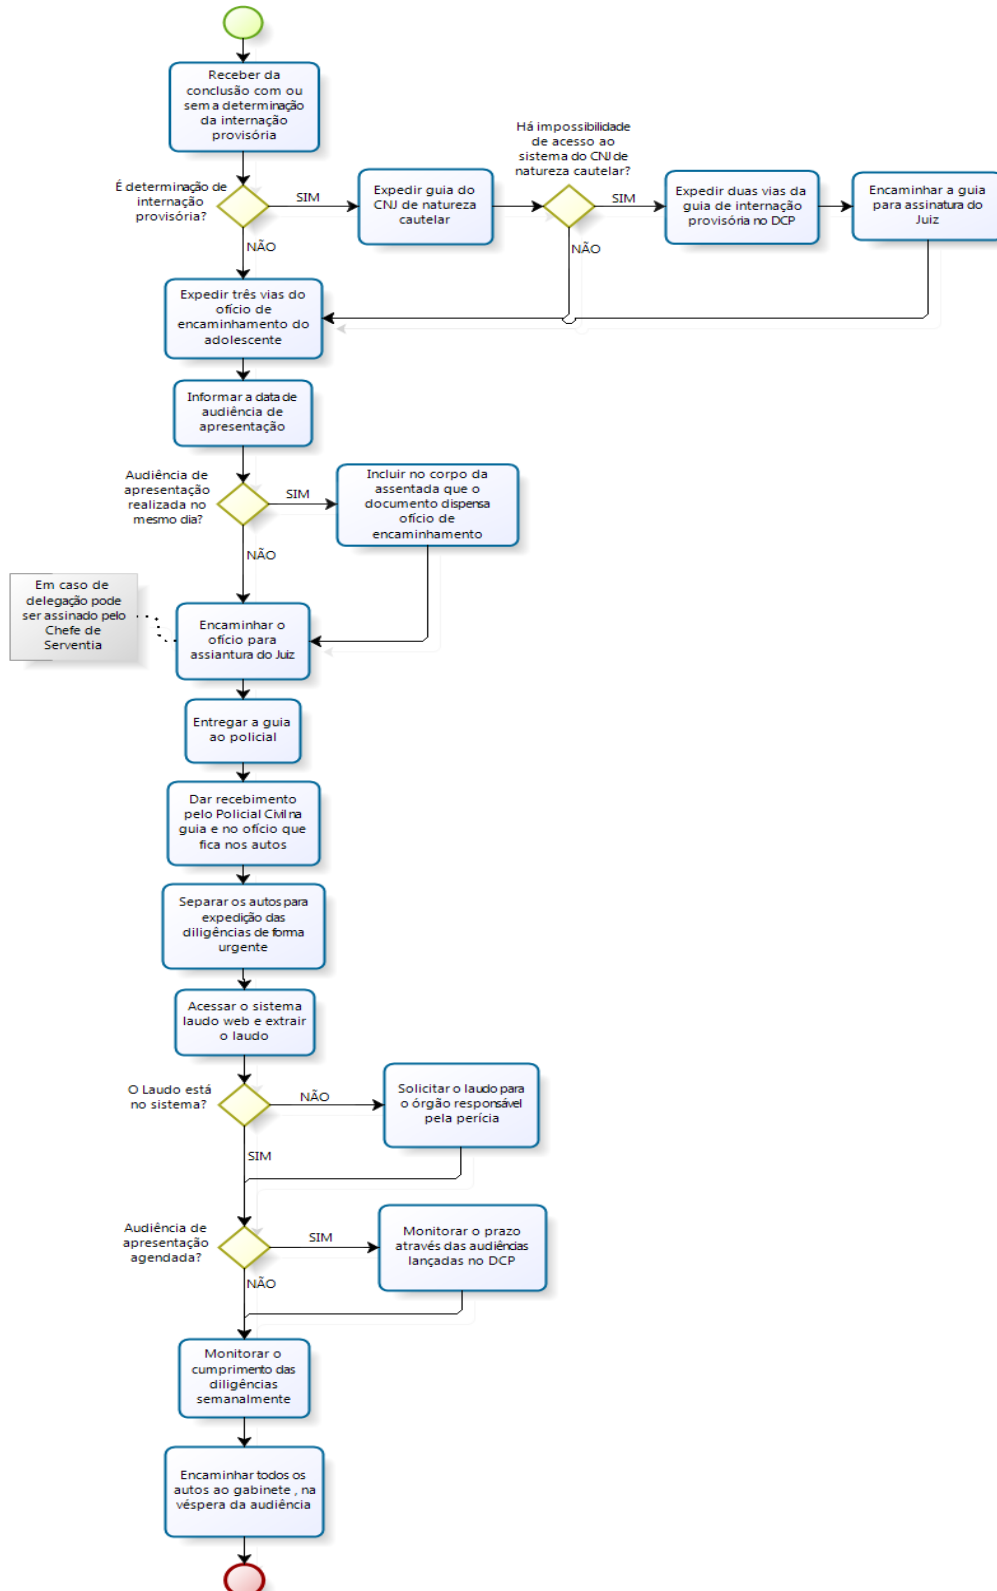 Receber da
conclusão com ou
sem a determinação
da internação
provisória
É determinação de
internação
provisória?
SIM
NÃO
Expedir guia do
CNJ de natureza
cautelar
Há impossibilidade
de acesso ao
sistema do CNJ de
natureza cautelar?
SIM
NÃO
Expedir duas vias da
guia de internação
provisória no DCP
Encaminhar a guia
para assinatura do
Juiz
Expedir três vias do
ofício de
encaminhamento do
adolescente
Informar a data de
audiência de
apresentação
Audiência de
apresentação
realizada no
mesmo dia?
SIM
NÃO
Incluir no corpo da
assentada que o
documento dispensa
ofício de
encaminhamento
Em caso de
delegação pode
ser assinado pelo
Chefe de
Serventia
Encaminhar o
ofício para
assiantura do Juiz
Entregar a guia
ao policial
Dar recebimento
pelo Policial Civil na
guia e no ofício que
fica nos autos
Separar os autos para
expedição das
diligências de forma
urgente
Acessar o sistema
laudo web e extrair
o laudo
O Laudo está
no sistema?
NÃO
SIM
Solicitar o laudo para
o órgão responsável
pela perícia
Audiência de
apresentação
agendada?
SIM
NÃO
Monitorar o prazo
através das audiências
lançadas no DCP
Monitorar o
cumprimento das
diligências
semanalmente
Encaminhar todos os
autos ao gabinete , na
véspera da audiência